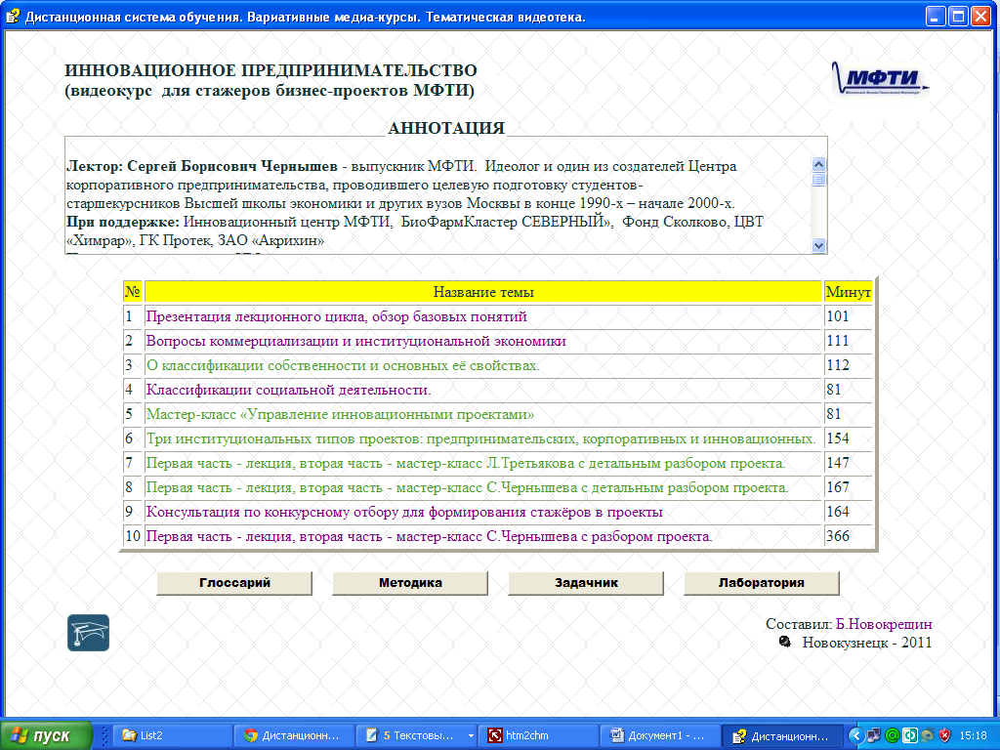 Дистанционная система обучения. Вариативные медиа-курсы. Тематическая видеотека.
ИННОВАЦИОННОЕ ПРЕДПРИНИМАТЕЛЬСТВО
(видеокурс для стажеров бизнес-проектов МФТИ)
МФТИ
АННОТАЦИЯ
Лектор: Сергей Борисович Чернышев - выпускник МФТИ. Идеолог и один из создателей Центра
корпоративного предпринимательства, проводившего целевую подготовку студентов-
старшекурсников Высшей школы экономики и других вузов Москвы в конце 1990-х – начале 2000-х.
При поддержке: Инновационный центр МФТИ, БиоФармКластер СЕВЕРНЫЙ», Фонд Сколково, ЦВТ
«Химрар», ГК Протек, ЗАО «Акрихин»
№ Название темы Минут
1 Презентация лекционного цикла, обзор базовых понятий 101
2 Вопросы коммерциализации и институциональной экономики 111
3 О классификации собственности и основных её свойствах. 112
4 Классификации социальной деятельности. 81
5 Мастер-класс «Управление инновационными проектами» 81
6 Три институциональных типов проектов: предпринимательских, корпоративных и инновационных. 154
7 Первая часть - лекция, вторая часть - мастер-класс Л.Третьякова с детальным разбором проекта. 147
8 Первая часть - лекция, вторая часть - мастер-класс С.Чернышева с детальным разбором проекта. 167
9 Консультация по конкурсному отбору для формирования стажёров в проекты 164
10 Первая часть - лекция, вторая часть - мастер-класс С.Чернышева с разбором проекта. 366
Глоссарий Методика Задачник Лаборатория
Составил: Б.Новокрещин
Новокузнецк - 2011
пуск List2 Дистанционн... 5 Текстовы... htm2chm Документ1 - ... Дистанционн... 15:18